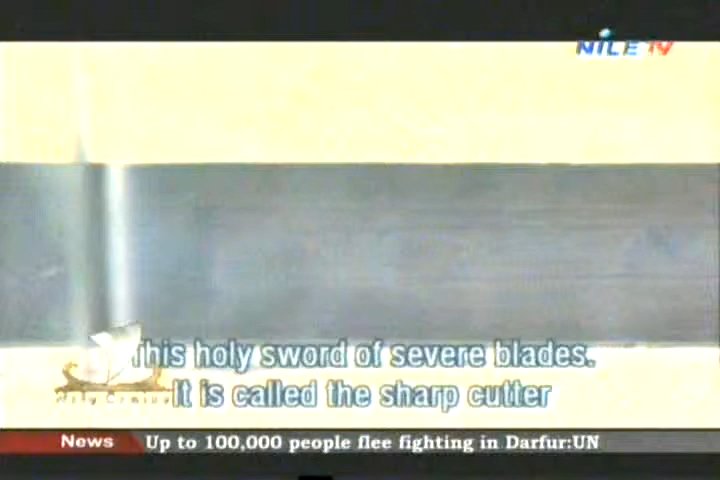 NILE TV
This holy sword of severe blades.
It is called the sharp cutter
News Up to 100,000 people flee fighting in Darfur:UN